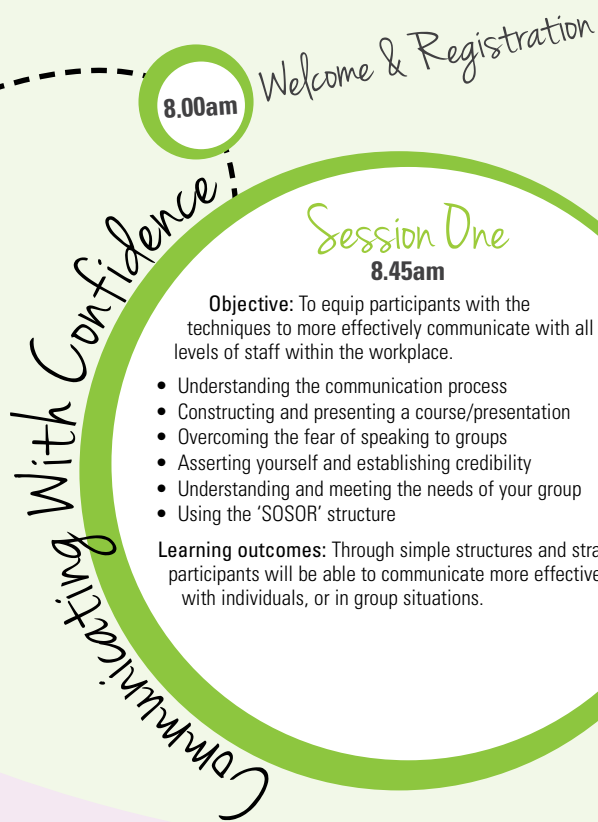 8.00am
Welcome & Registration
Communicating With Confidence
Session One
8.45am
Objective: To equip participants with the
techniques to more effectively communicate with all
levels of staff within the workplace.
• Understanding the communication process
• Constructing and presenting a course/presentation
• Overcoming the fear of speaking to groups
• Asserting yourself and establishing credibility
• Understanding and meeting the needs of your group
• Using the ‘SOSOR’ structure
Learning outcomes: Through simple structures and
participants will be able to communicate more
with individuals, or in group situations.